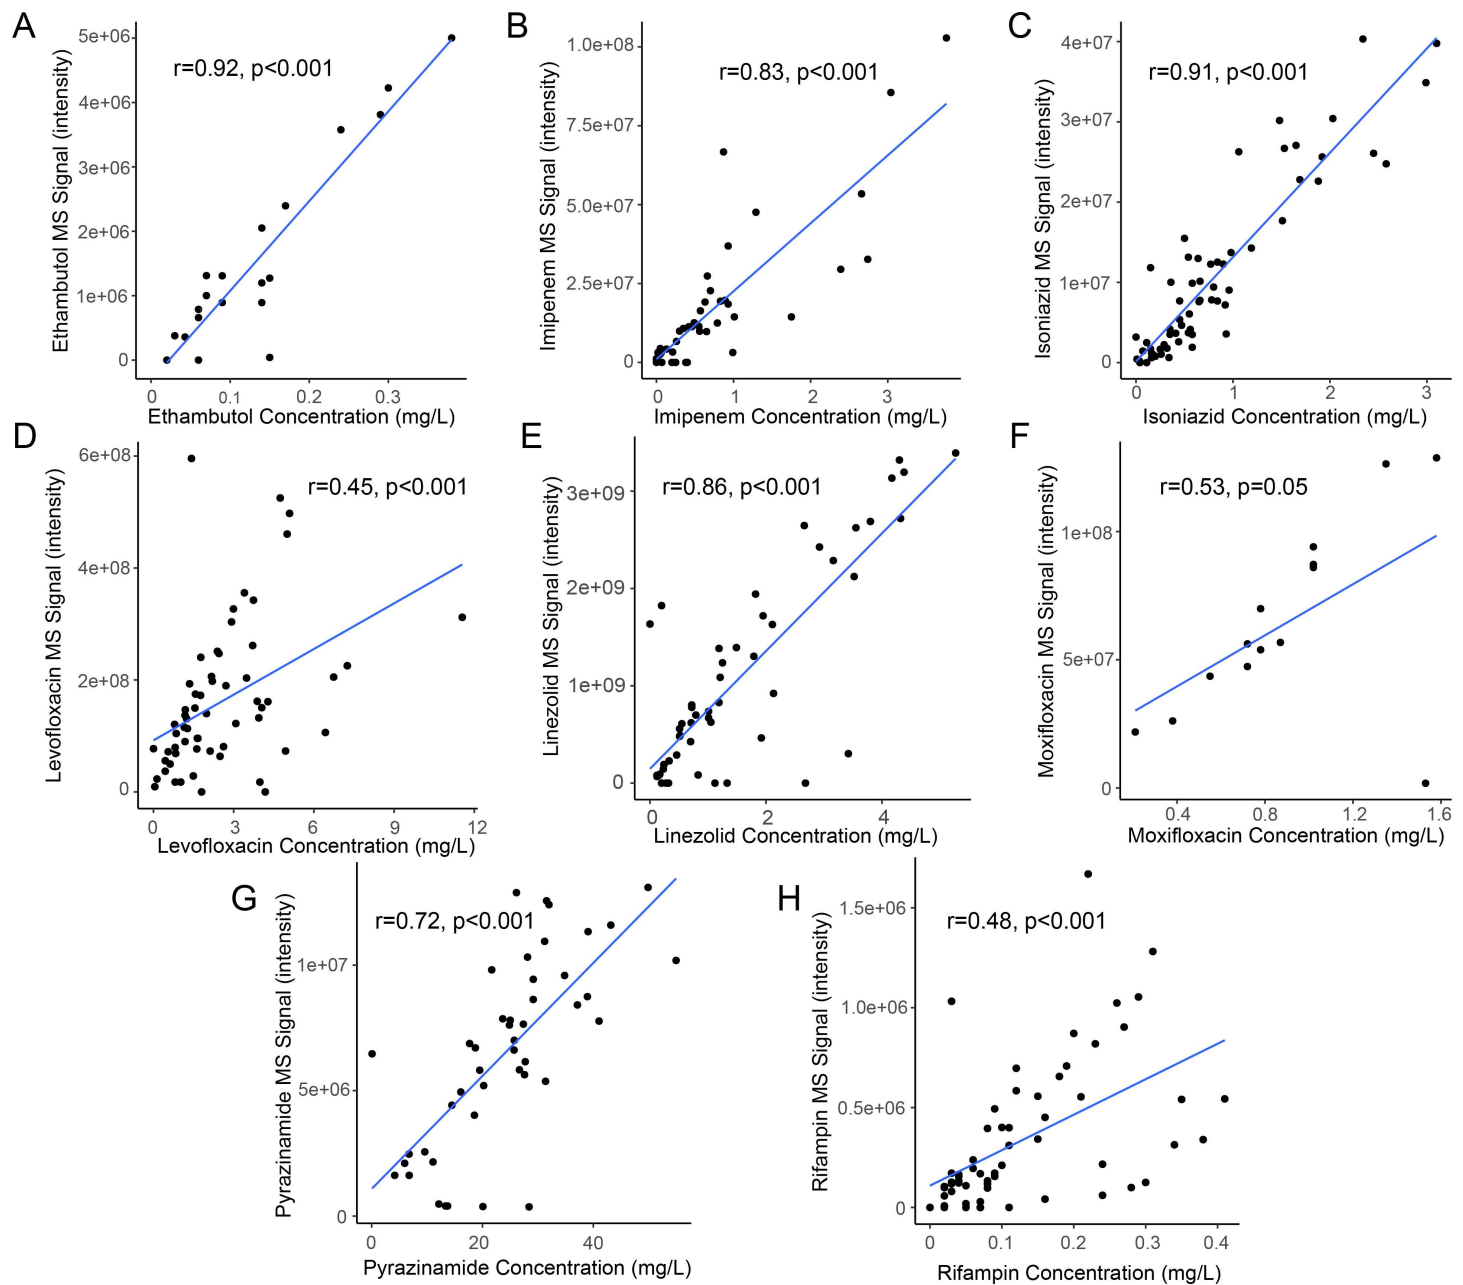 A
Ethambutol MS Signal (intensity)
r=0.92, p<0.001
5e+06
4e+06
3e+06
2e+06
1e+06
0
0 0.1 0.2 0.3
Ethambutol Concentration (mg/L)
B
Imipenem MS Signal (intensity)
r=0.83, p<0.001
1.0e+08
7.5e+07
5.0e+07
2.5e+07
0
0 1 2 3
Imipenem Concentration (mg/L)
C
Isoniazid MS Signal (intensity)
r=0.91, p<0.001
4e+07
3e+07
2e+07
1e+07
0
0 1 2 3
Isoniazid Concentration (mg/L)
D
Levofloxacin MS Signal (intensity)
r=0.45, p<0.001
6e+08
4e+08
2e+08
0
0 3 6 9 12
Levofloxacin Concentration (mg/L)
E
Linezolid MS Signal (intensity)
r=0.86, p<0.001
3e+09
2e+09
1e+09
0
0 2 4
Linezolid Concentration (mg/L)
F
Moxifloxacin MS Signal (intensity)
r=0.53, p=0.05
1e+08
5e+07
0
0.4 0.8 1.2 1.6
Moxifloxacin Concentration (mg/L)
G
Pyrazinamide MS Signal (intensity)
r=0.72, p<0.001
1e+07
5e+06
0
0 20 40
Pyrazinamide Concentration (mg/L)
H
Rifampin MS Signal (intensity)
r=0.48, p<0.001
1.5e+06
1.0e+06
0.5e+06
0
0 0.1 0.2 0.3 0.4
Rifampin Concentration (mg/L)